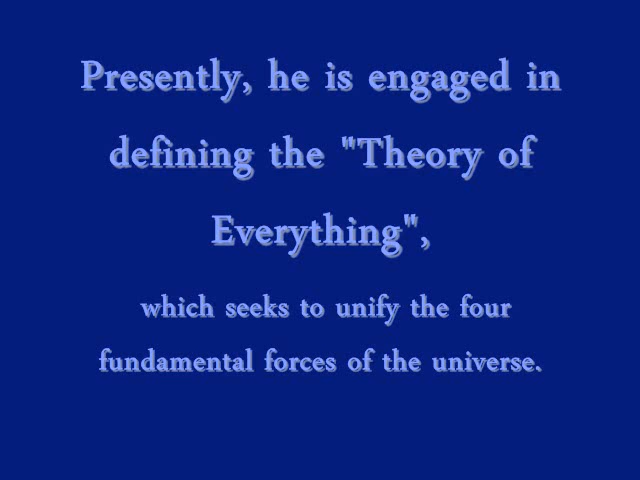 Presently, he is engaged in
defining the "Theory of
Everything",
which seeks to unify the four
fundamental forces of the universe.